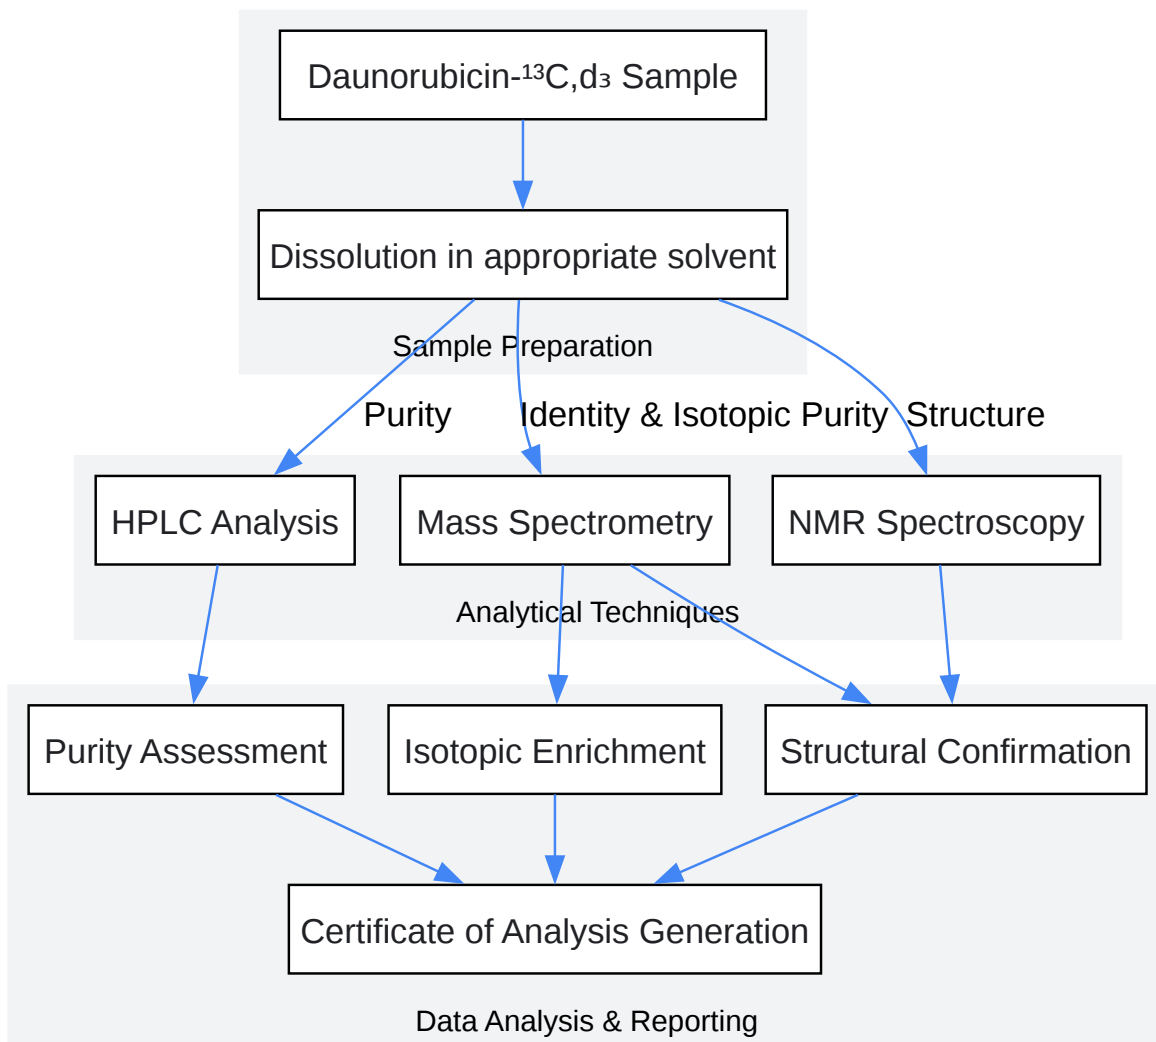 Daunorubicin-¹³C,d₃ Sample
Dissolution in appropriate solvent
Sample Preparation
Purity
Identity & Isotopic Purity
Structure
HPLC Analysis
Mass Spectrometry
NMR Spectroscopy
Analytical Techniques
Purity Assessment
Isotopic Enrichment
Structural Confirmation
Certificate of Analysis Generation
Data Analysis & Reporting